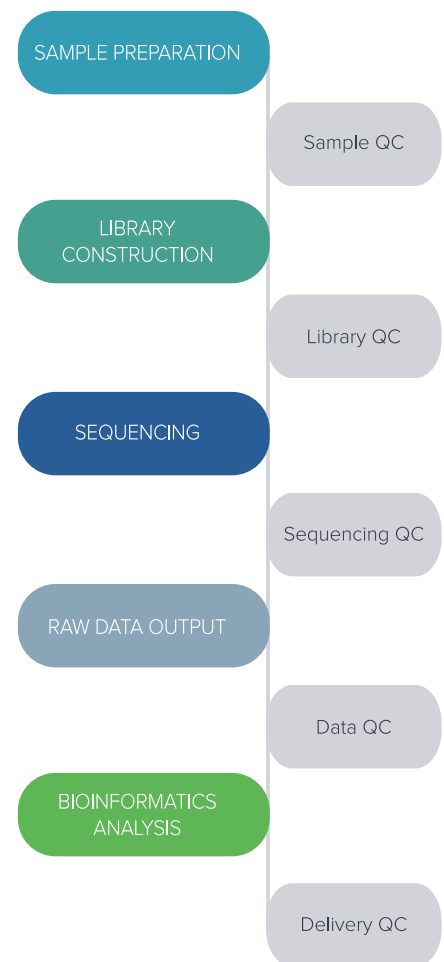 SAMPLE PREPARATION
Sample QC
LIBRARY
CONSTRUCTION
Library QC
SEQUENCING
Sequencing QC
RAW DATA OUTPUT
Data QC
BIOINFORMATICS
ANALYSIS
Delivery QC